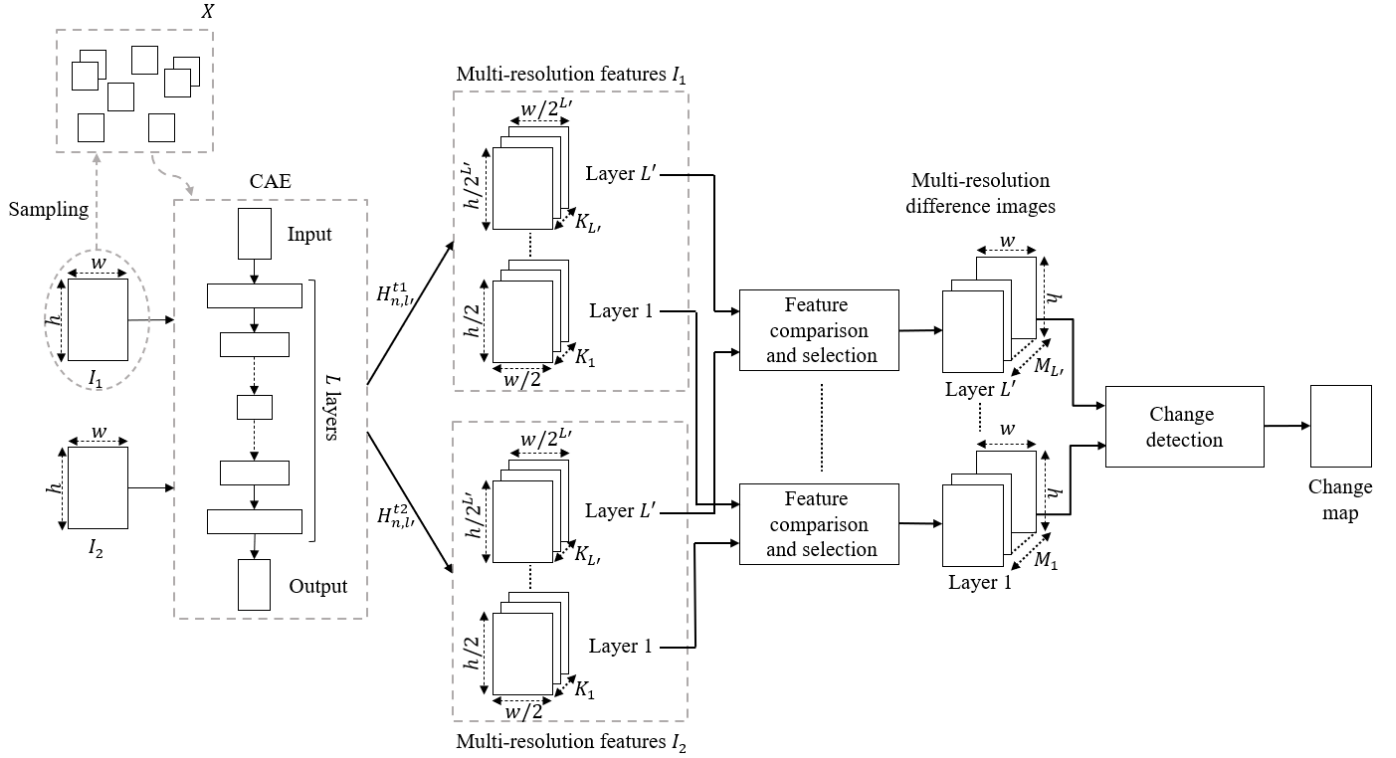 X
Sampling
w
h
I₁
w
h
I₂
CAE
Input
L layers
Output
H_{n,l′}^{t1}
H_{n,l′}^{t2}
Multi-resolution features I₁
w/2^{L′}
h/2^{L′}
K_{L′}
Layer L′
h/2
w/2
K₁
Layer 1
w/2^{L′}
h/2^{L′}
K_{L′}
Layer L′
h/2
w/2
K₁
Layer 1
Multi-resolution features I₂
Feature
comparison
and selection
Feature
comparison
and selection
Multi-resolution
difference images
w
h
M_{L′}
Layer L′
w
h
M₁
Layer 1
Change
detection
Change
map